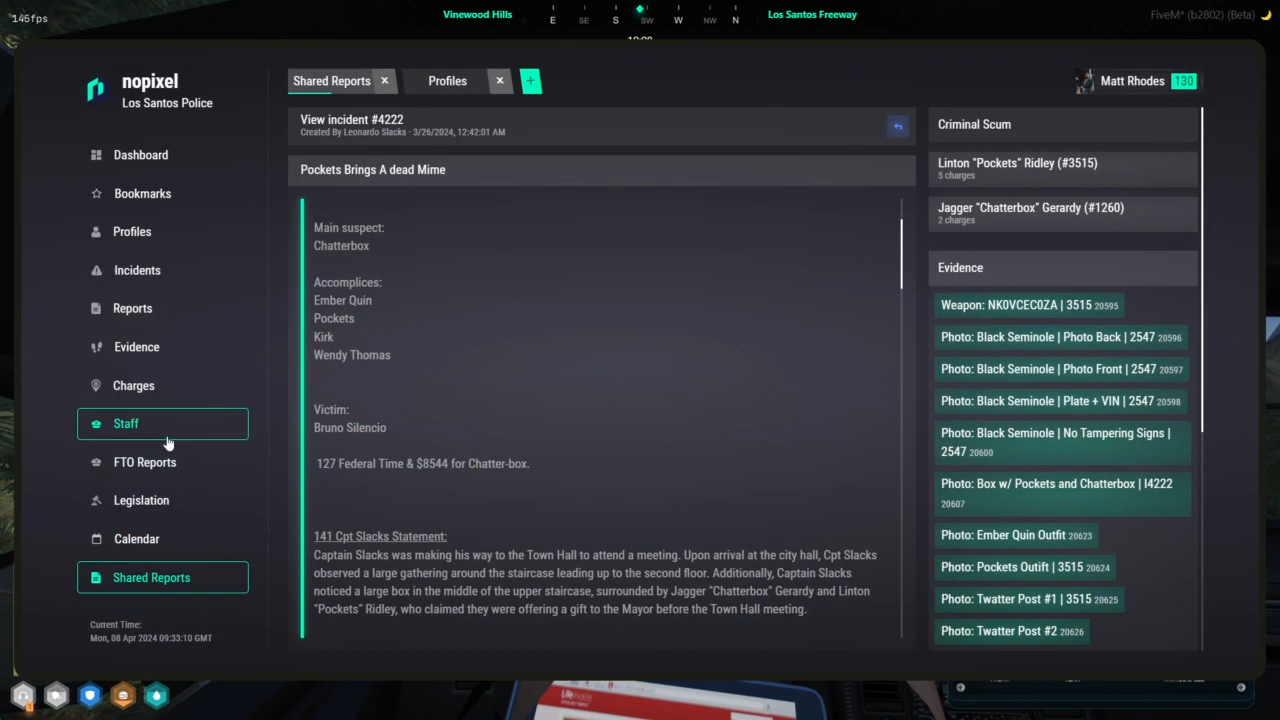 145fps
Vinewood Hills
E SE S SW W NW N
Los Santos Freeway
FiveM* (b2802) (Beta)
nopixel
Los Santos Police
Shared Reports
Profiles
+
Matt Rhodes 130
Dashboard
Bookmarks
Profiles
Incidents
Reports
Evidence
Charges
Staff
FTO Reports
Legislation
Calendar
Shared Reports
Current Time:
Mon, 08 Apr 2024 09:33:10 GMT
View incident #4222
Created By Leonardo Slacks · 3/26/2024, 12:42:01 AM
Pockets Brings A dead Mime
Main suspect:
Chatterbox
Accomplices:
Ember Quin
Pockets
Kirk
Wendy Thomas
Victim:
Bruno Silencio
127 Federal Time & $8544 for Chatter-box.
141 Cpt Slacks Statement:
Captain Slacks was making his way to the Town Hall to attend a meeting. Upon arrival at the city hall, Cpt Slacks
observed a large gathering around the staircase leading up to the second floor. Additionally, Captain Slacks
noticed a large box in the middle of the upper staircase, surrounded by Jagger "Chatterbox" Gerardy and Linton
"Pockets" Ridley, who claimed they were offering a gift to the Mayor before the Town Hall meeting.
Criminal Scum
Linton "Pockets" Ridley (#3515)
5 charges
Jagger "Chatterbox" Gerardy (#1260)
2 charges
Evidence
Weapon: NK0VCEC0ZA | 3515 20595
Photo: Black Seminole | Photo Back | 2547 20596
Photo: Black Seminole | Photo Front | 2547 20597
Photo: Black Seminole | Plate + VIN | 2547 20598
Photo: Black Seminole | No Tampering Signs |
2547 20600
Photo: Box w/ Pockets and Chatterbox | I4222
20607
Photo: Ember Quin Outfit 20623
Photo: Pockets Outift | 3515 20624
Photo: Twatter Post #1 | 3515 20625
Photo: Twatter Post #2 20626